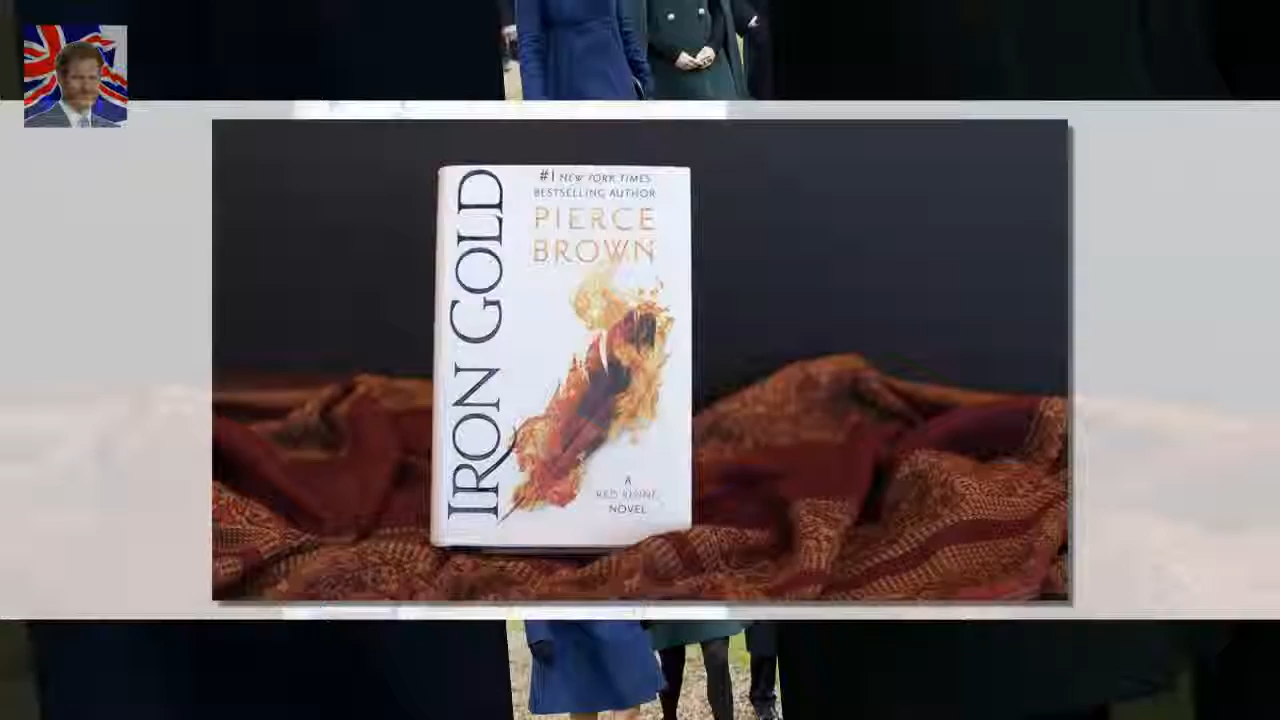 IRON GOLD
#1 NEW YORK TIMES
BESTSELLING AUTHOR
PIERCE
BROWN
A
RED RISING
NOVEL